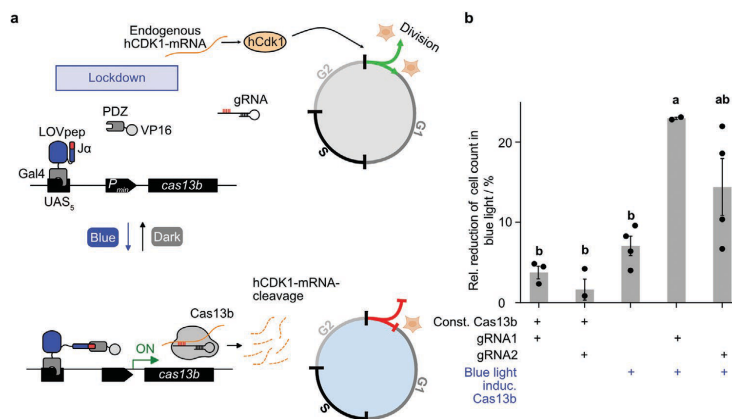 a
Endogenous
hCDK1-mRNA
hCdk1
Division
Lockdown
G2
G1
S
gRNA
PDZ
VP16
LOVpep
Jα
Gal4
Pmin
cas13b
UAS5
Blue
Dark
hCDK1-mRNA-
cleavage
Cas13b
ON
cas13b
G2
G1
S
b
Rel. reduction of cell count in
blue light / %
20
10
0
b
b
b
a
ab
Const. Cas13b + +
gRNA1 + +
gRNA2 + +
Blue light + + +
induc.
Cas13b